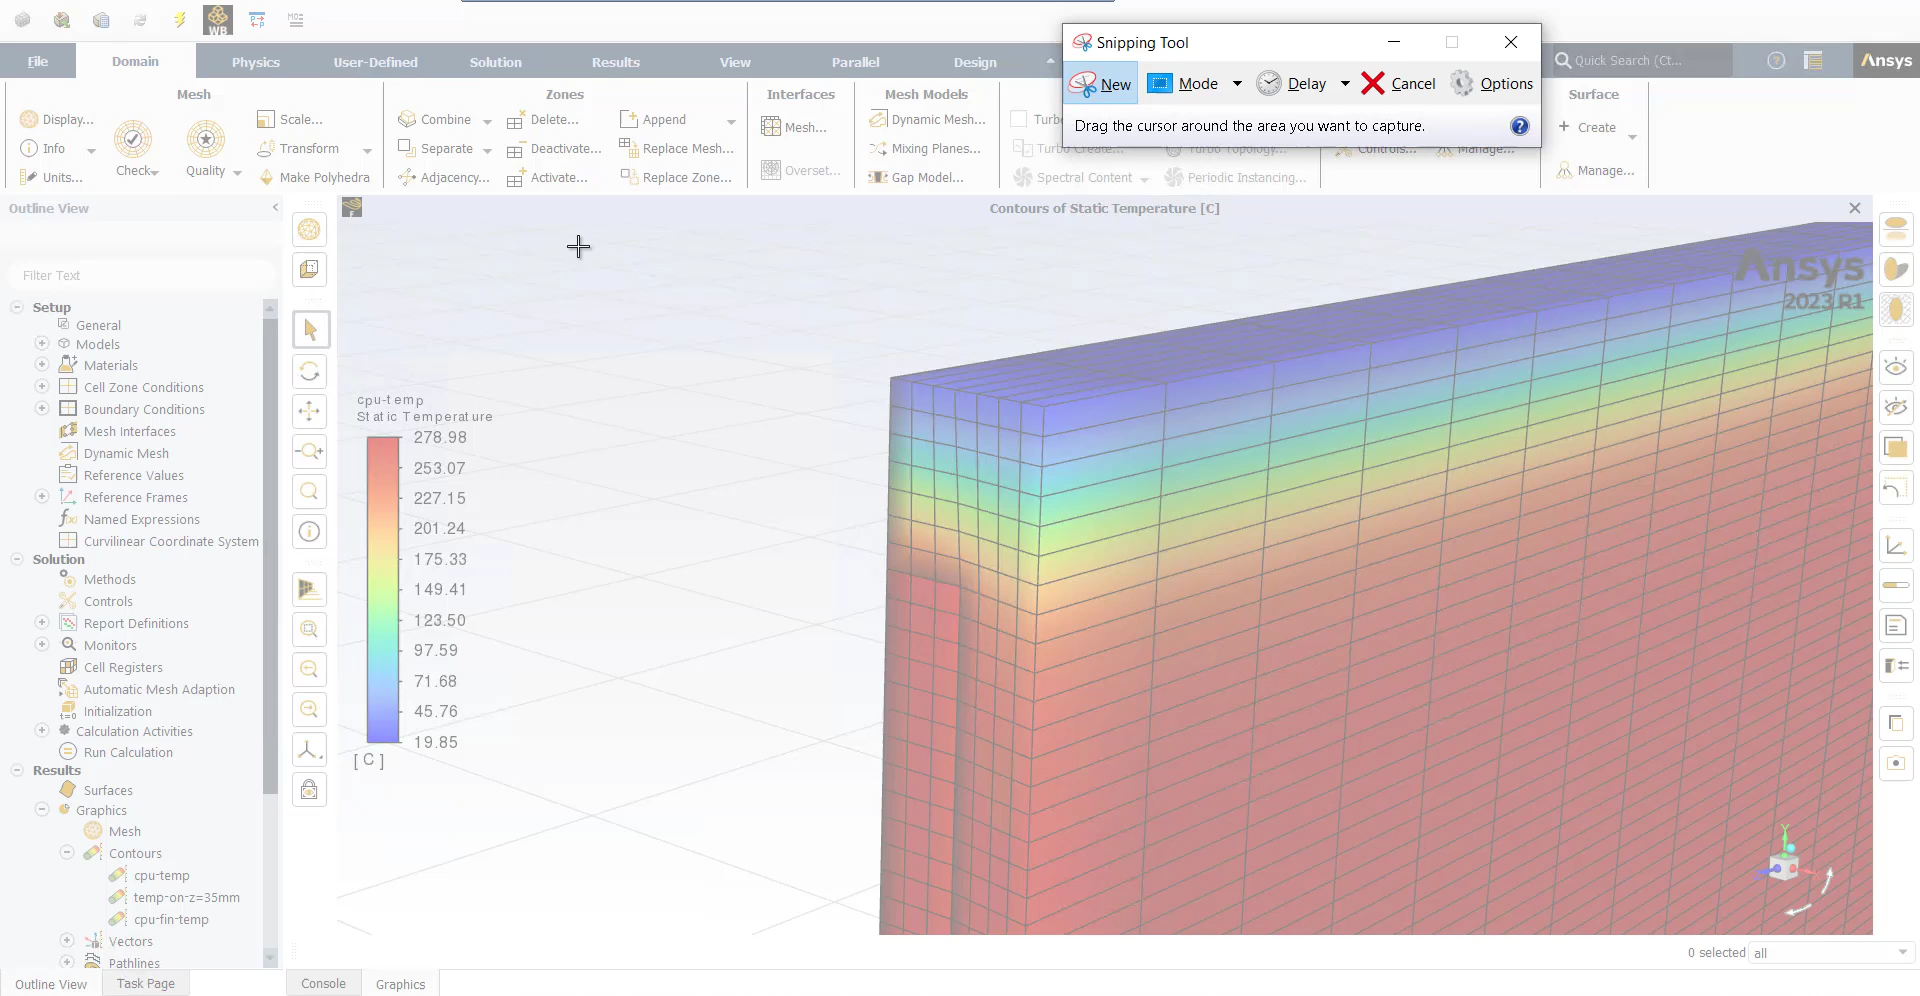 WB
Snipping Tool
New
Mode
Delay
Cancel
Options
Drag the cursor around the area you want to capture.
File
Domain
Physics
User-Defined
Solution
Results
View
Parallel
Design
Quick Search (Ct...
Ansys
Mesh
Display...
Info
Units...
Check
Quality
Scale...
Transform
Make Polyhedra
Zones
Combine
Separate
Adjacency...
Delete...
Deactivate...
Activate...
Append
Replace Mesh...
Replace Zone...
Interfaces
Mesh...
Overset...
Mesh Models
Dynamic Mesh...
Mixing Planes...
Gap Model...
Turbo Create...
Spectral Content
Turbo Topology...
Periodic Instancing...
Controls...
Manage...
Surface
Create
Manage...
Outline View
Filter Text
Setup
General
Models
Materials
Cell Zone Conditions
Boundary Conditions
Mesh Interfaces
Dynamic Mesh
Reference Values
Reference Frames
Named Expressions
Curvilinear Coordinate System
Solution
Methods
Controls
Report Definitions
Monitors
Cell Registers
Automatic Mesh Adaption
Initialization
Calculation Activities
Run Calculation
Results
Surfaces
Graphics
Mesh
Contours
cpu-temp
temp-on-z=35mm
cpu-fin-temp
Vectors
Pathlines
Outline View
Task Page
Contours of Static Temperature [C]
Ansys
2023 R1
cpu-temp
Static Temperature
278.98
253.07
227.15
201.24
175.33
149.41
123.50
97.59
71.68
45.76
19.85
[ C ]
Y
0 selected
all
Console
Graphics